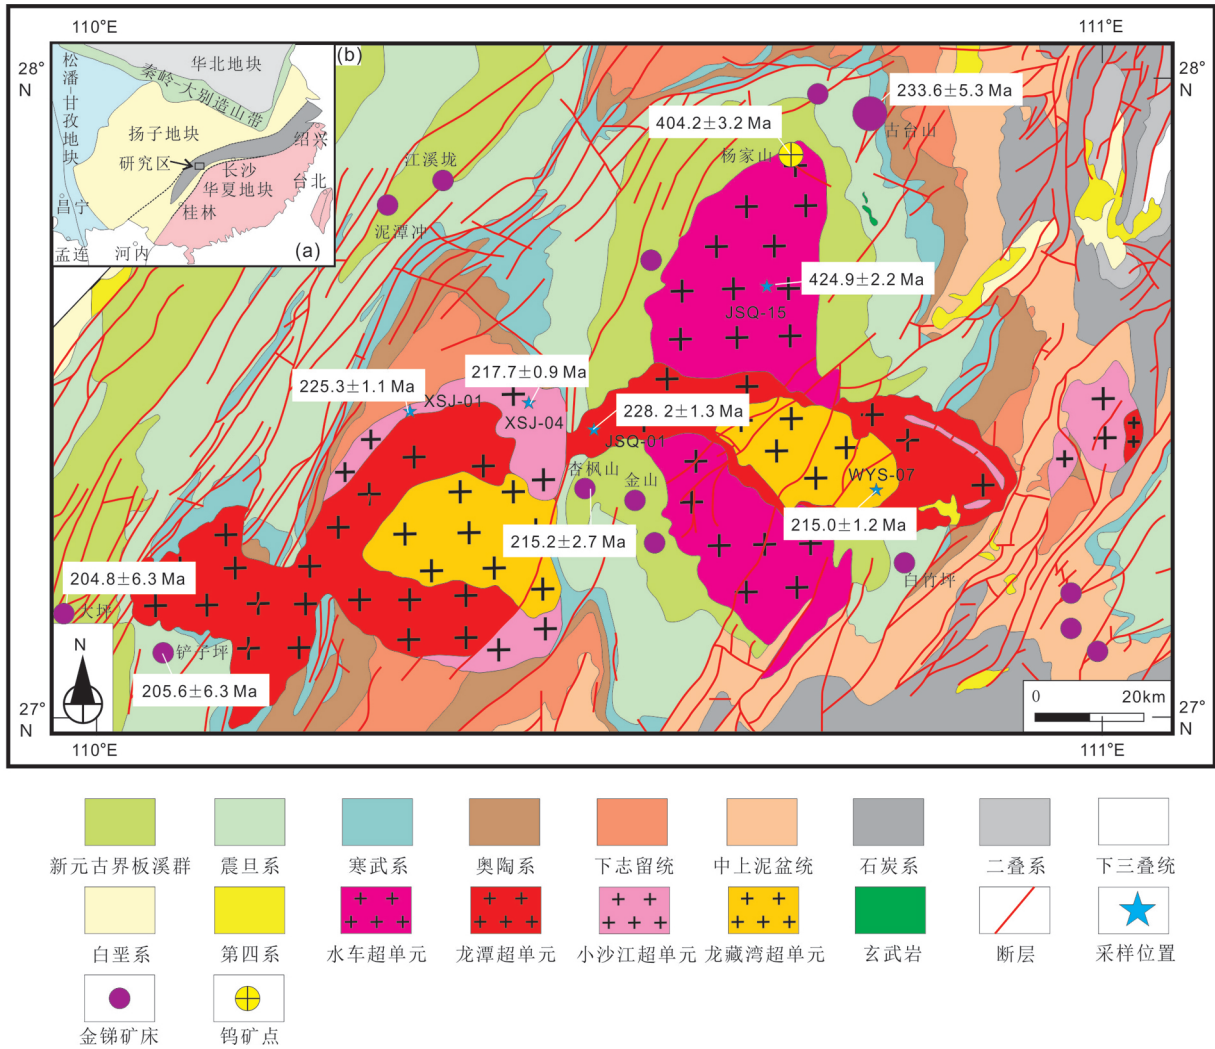 110°E
111°E
28°
N
28°
N
松潘-甘孜地块
华北地块
秦岭-大别造山带
扬子地块
绍兴
研究区
长沙
华夏地块
台北
昌宁
桂林
孟连
河内
(a)
(b)
233.6±5.3 Ma
404.2±3.2 Ma
古台山
杨家山
江溪垅
泥潭冲
424.9±2.2 Ma
JSQ-15
217.7±0.9 Ma
225.3±1.1 Ma
XSJ-01
XSJ-04
228.2±1.3 Ma
JSQ-01
杏枫山
金山
WYS-07
215.0±1.2 Ma
215.2±2.7 Ma
204.8±6.3 Ma
白竹坪
大坪
铲子坪
205.6±6.3 Ma
N
0 20km
27°
N
27°
N
110°E
111°E
新元古界板溪群 震旦系 寒武系 奥陶系 下志留统 中上泥盆统 石炭系 二叠系 下三叠统
白垩系 第四系 水车超单元 龙潭超单元 小沙江超单元 龙藏湾超单元 玄武岩 断层 采样位置
金锑矿床 钨矿点